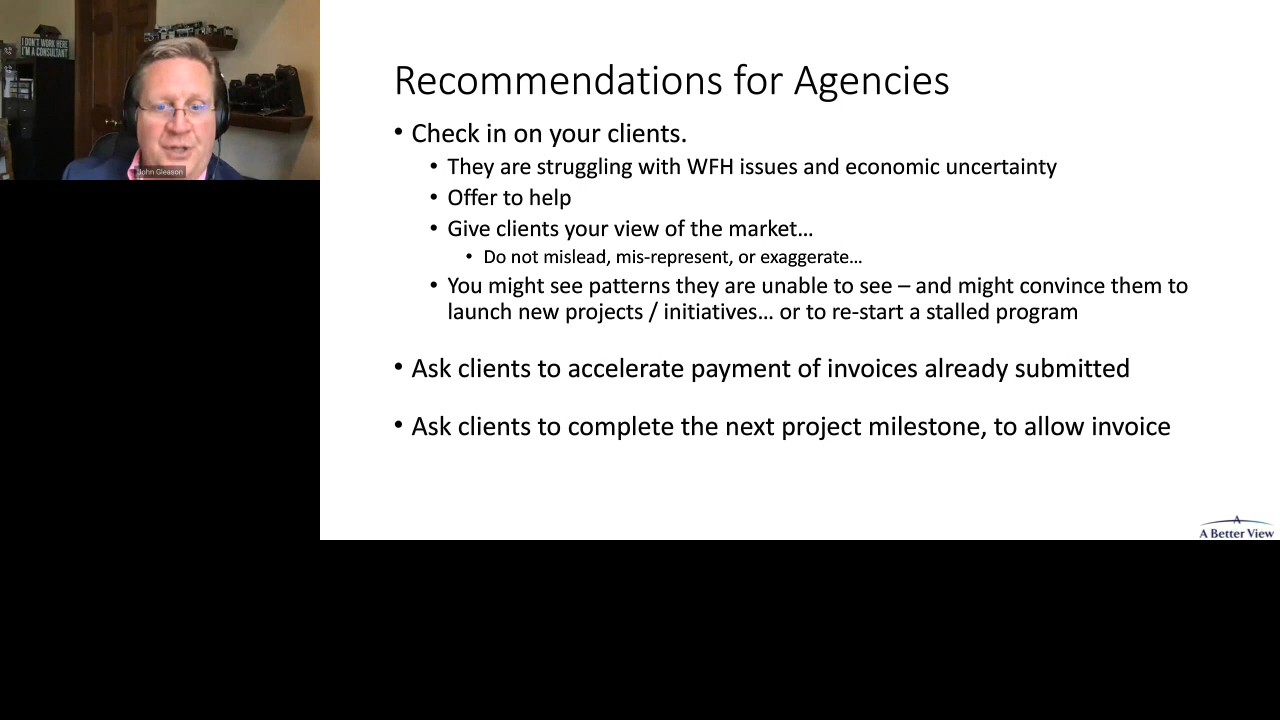 I DON'T WORK HERE
I'M A CONSULTANT
John Gleason
Recommendations for Agencies
• Check in on your clients.
• They are struggling with WFH issues and economic uncertainty
• Offer to help
• Give clients your view of the market…
• Do not mislead, mis-represent, or exaggerate…
• You might see patterns they are unable to see – and might convince them to
launch new projects / initiatives… or to re-start a stalled program
• Ask clients to accelerate payment of invoices already submitted
• Ask clients to complete the next project milestone, to allow invoice
A
A Better View